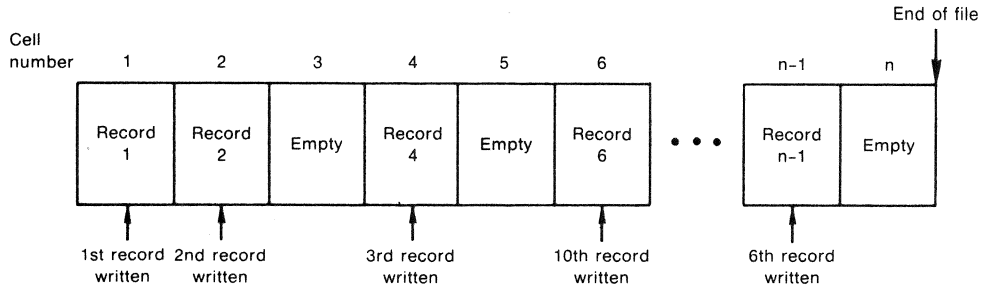 End of file
Cell
number 1 2 3 4 5 6 n-1 n
Record
1
Record
2
Empty
Record
4
Empty
Record
6
• • •
Record
n-1
Empty
1st record
written
2nd record
written
3rd record
written
10th record
written
6th record
written